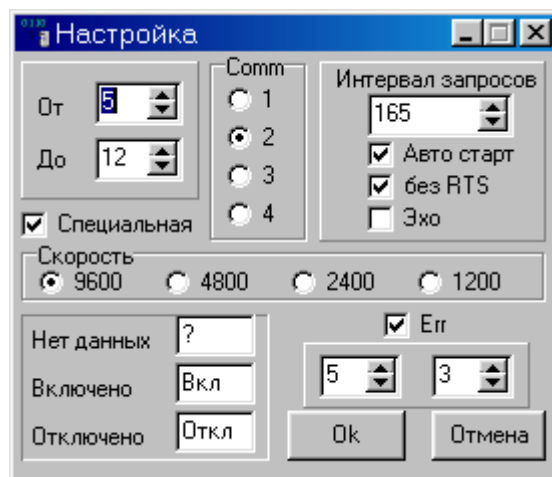 0110
Настройка
От 5
До 12
Специальная
Comm
1
2
3
4
Интервал запросов
165
Авто старт
без RTS
Эхо
Скорость
9600 4800 2400 1200
Нет данных ?
Включено Вкл
Отключено Откл
Err
5 3
Ok Отмена